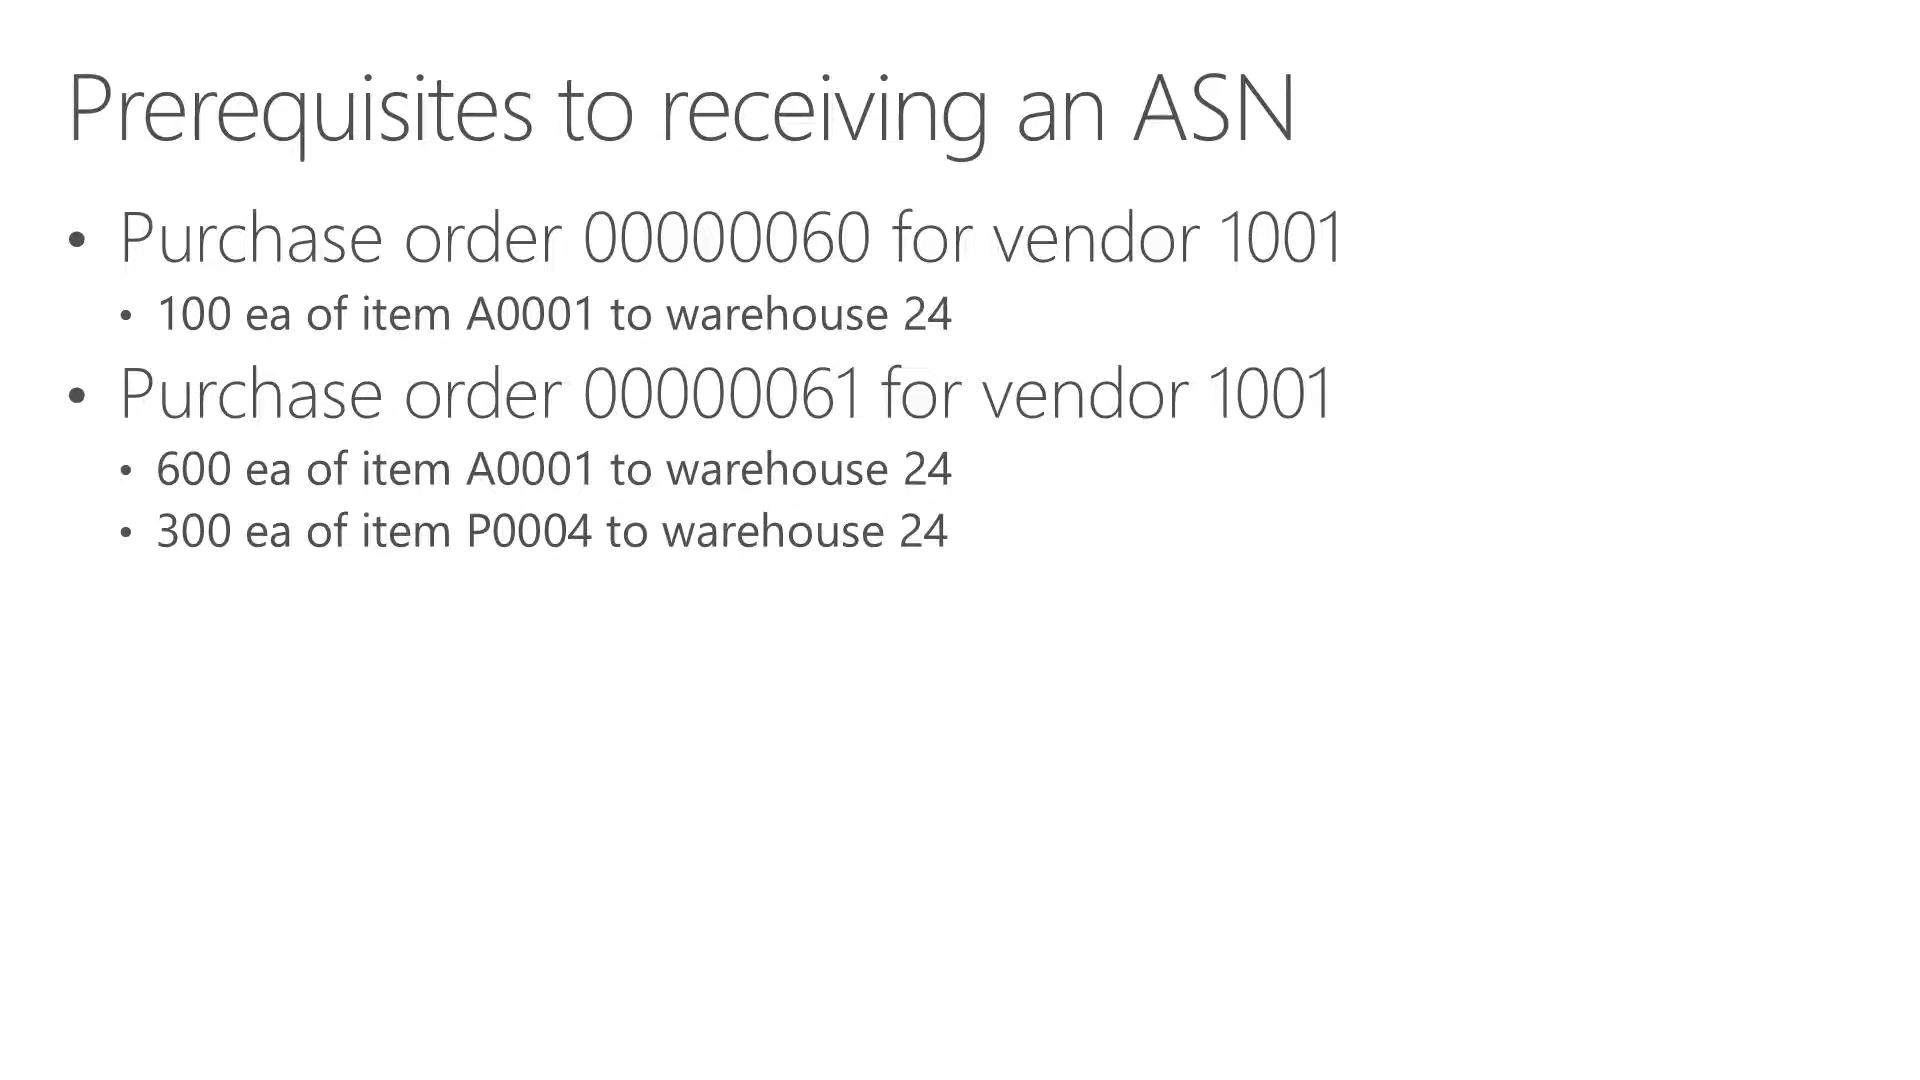 Prerequisites to receiving an ASN
• Purchase order 00000060 for vendor 1001
• 100 ea of item A0001 to warehouse 24
• Purchase order 00000061 for vendor 1001
• 600 ea of item A0001 to warehouse 24
• 300 ea of item P0004 to warehouse 24